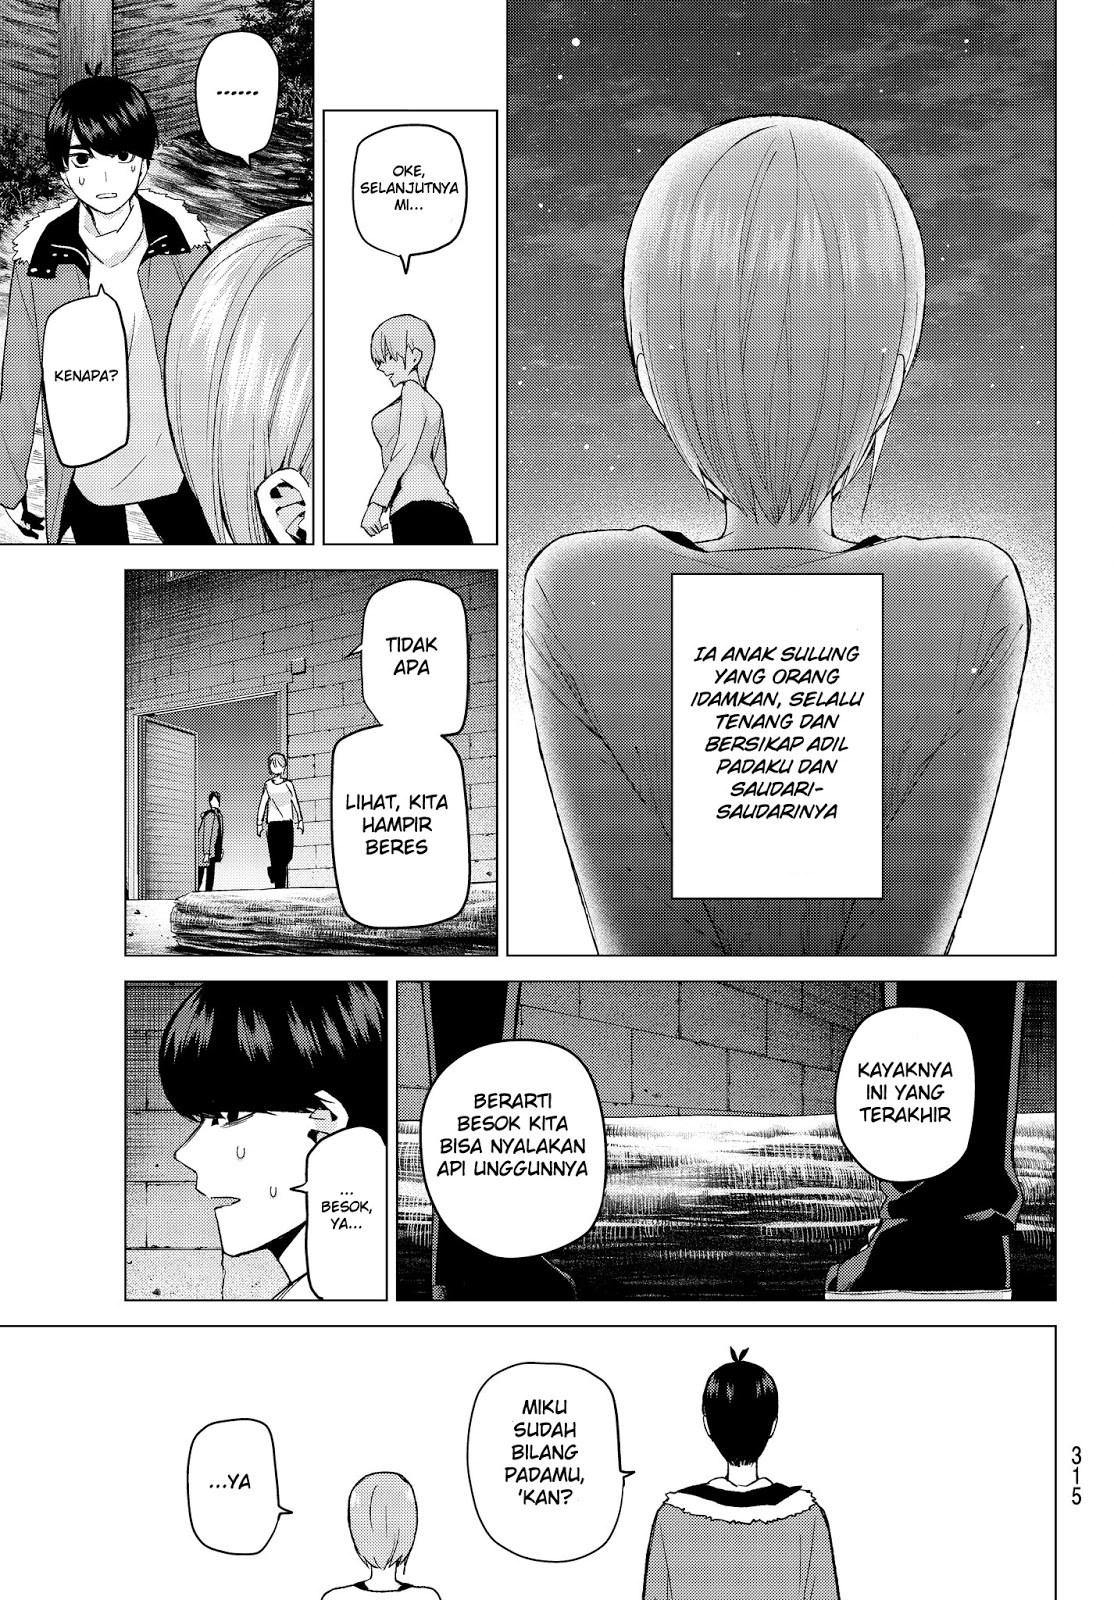 IA ANAK SULUNG
YANG ORANG
IDAMKAN, SELALU
TENANG DAN
BERSIKAP ADIL
PADAKU DAN
SAUDARI-
SAUDARINYA
OKE,
SELANJUTNYA
MI...
......
KENAPA?
TIDAK
APA
LIHAT, KITA
HAMPIR
BERES
KAYAKNYA
INI YANG
TERAKHIR
BERARTI
BESOK KITA
BISA NYALAKAN
API UNGGUNNYA
...
BESOK,
YA...
MIKU
SUDAH
BILANG
PADAMU,
'KAN?
...YA
315